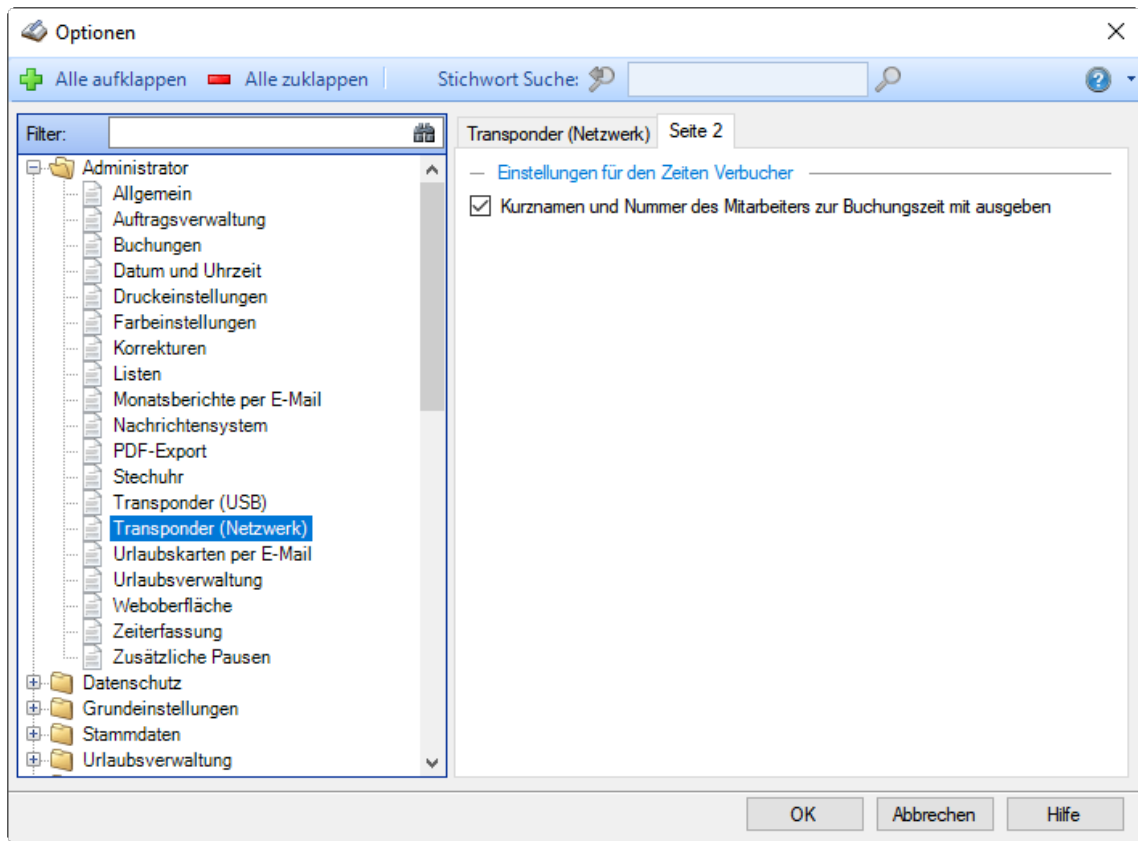 Optionen
Alle aufklappen Alle zuklappen Stichwort Suche:
Filter:
Administrator
Allgemein
Auftragsverwaltung
Buchungen
Datum und Uhrzeit
Druckeinstellungen
Farbeinstellungen
Korrekturen
Listen
Monatsberichte per E-Mail
Nachrichtensystem
PDF-Export
Stechuhr
Transponder (USB)
Transponder (Netzwerk)
Urlaubskarten per E-Mail
Urlaubsverwaltung
Weboberfläche
Zeiterfassung
Zusätzliche Pausen
Datenschutz
Grundeinstellungen
Stammdaten
Urlaubsverwaltung
Transponder (Netzwerk) Seite 2
Einstellungen für den Zeiten Verbucher
Kurznamen und Nummer des Mitarbeiters zur Buchungszeit mit ausgeben
OK Abbrechen Hilfe